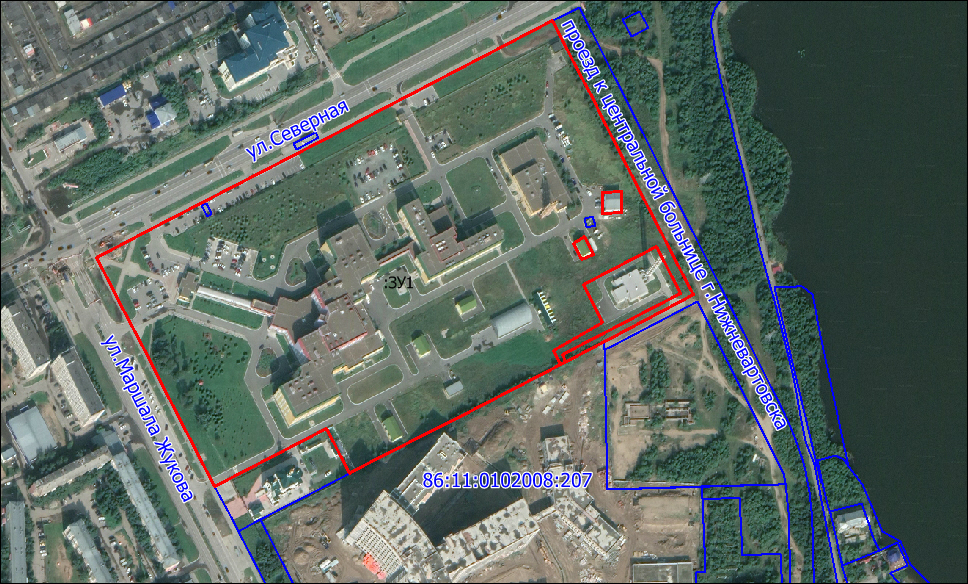 проезд к центральной больнице г.Нижневартовска
ул.Северная
:ЗУ1
ул.Маршала Жукова
86:11:0102008:207